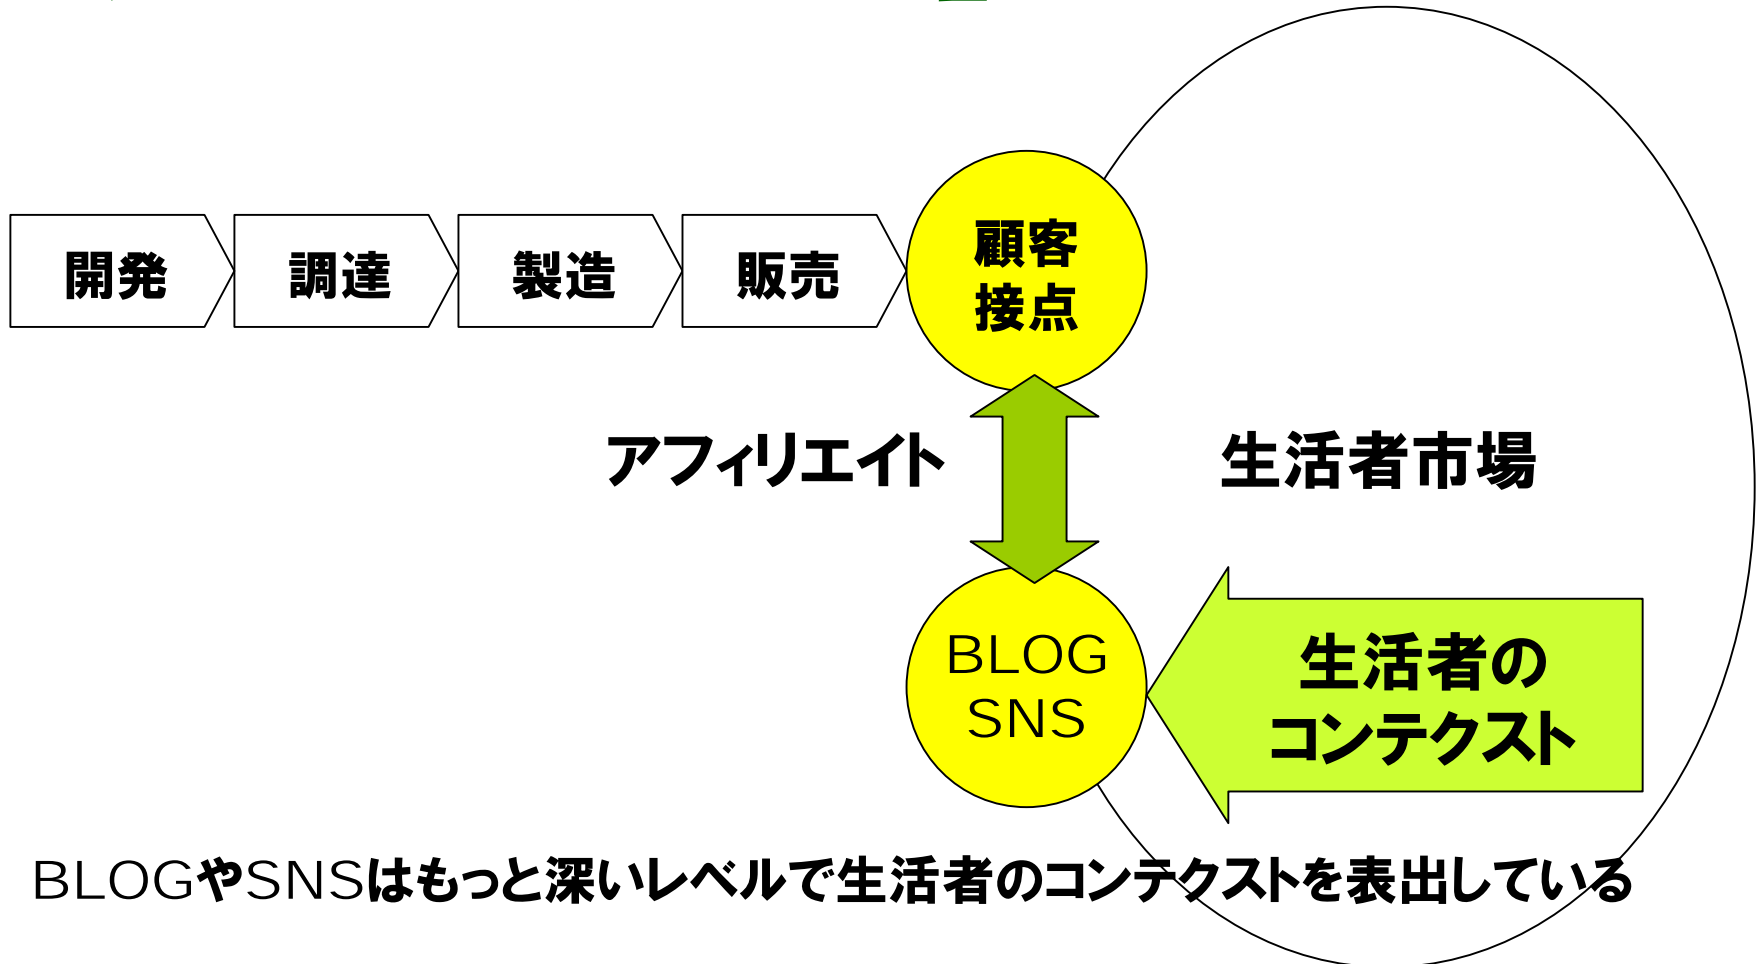 開発
調達
製造
販売
顧客
接点
アフィリエイト
生活者市場
BLOG
SNS
生活者の
コンテクスト
BLOGやSNSはもっと深いレベルで生活者のコンテクストを表出している